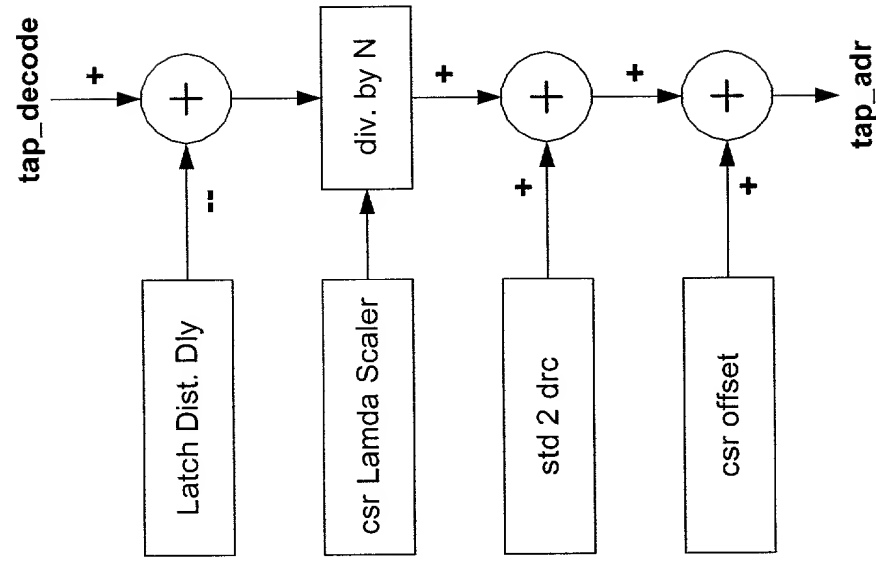 tap_decode
+
+
--
Latch Dist. Dly
div. by N
csr Lamda Scaler
+
+
+
std 2 drc
+
+
+
csr offset
tap_adr